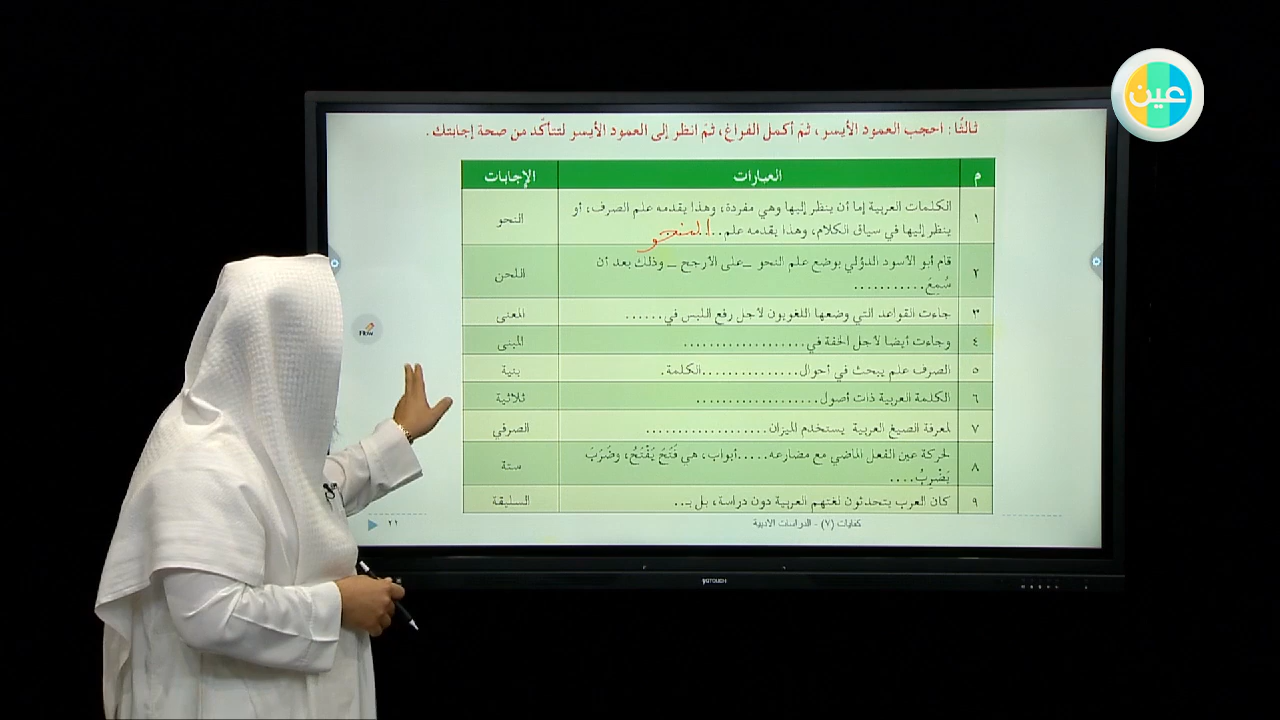 عين
ثالثًا: احجب العمود الأيسر، ثمّ أكمل الفراغ، ثمّ انظر إلى العمود الأيسر لتتأكّد من صحة إجابتك.
م العبارات الإجابات
١ الكلمات العربية إما أن ينظر إليها وهي مفردة، وهذا يقدمه علم الصرف، أو النحو
ينظر إليها في سياق الكلام، وهذا يقدمه علم..النحو
٢ قام أبو الأسود الدؤلي بوضع علم النحو _على الأرجح _ وذلك بعد أن اللحن
سَمِعَ...........
٣ جاءت القواعد التي وضعها اللغويون لأجل رفع اللبس في...... المعنى
٤ وجاءت أيضا لأجل الخفة في................... المبنى
٥ الصرف علم يبحث في أحوال...............الكلمة. بنية
٦ الكلمة العربية ذات أصول................... ثلاثية
٧ لمعرفة الصيغ العربية يستخدم الميزان................... الصرفي
٨ لحركة عين الفعل الماضي مع مضارعه.....أبواب، هي فَتَحَ يَفْتَحُ، وضَرَبَ ستة
يَضْرِبُ....
٩ كان العرب يتحدثون لغتهم العربية دون دراسة، بل بـ... السليقة
كفايات (٧) - الدراسات الأدبية
٢١
Flow
YQTOUCH